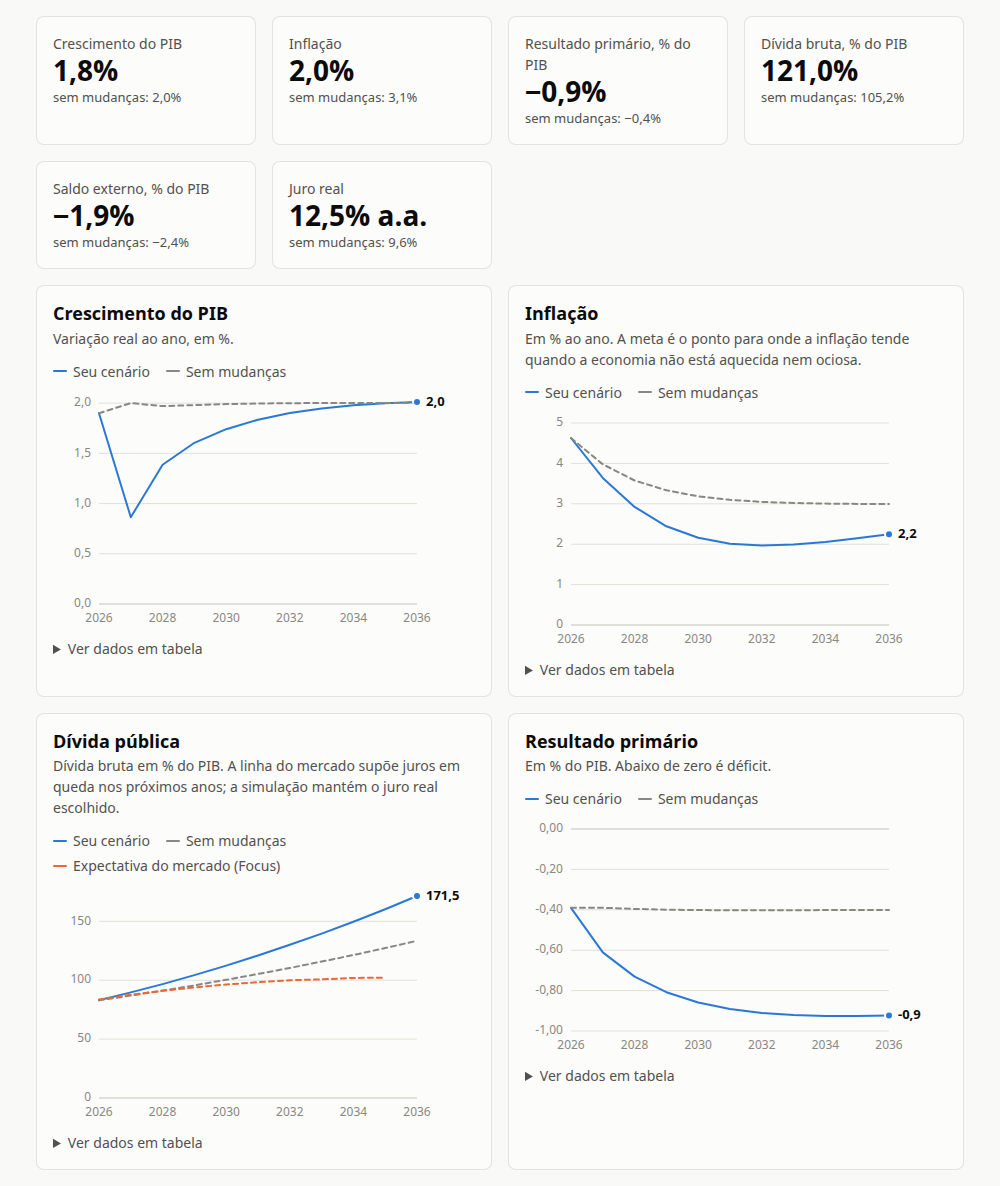 Crescimento do PIB
1,8%
sem mudanças: 2,0%
Inflação
2,0%
sem mudanças: 3,1%
Resultado primário, % do
PIB
−0,9%
sem mudanças: −0,4%
Dívida bruta, % do PIB
121,0%
sem mudanças: 105,2%
Saldo externo, % do PIB
−1,9%
sem mudanças: −2,4%
Juro real
12,5% a.a.
sem mudanças: 9,6%
Crescimento do PIB
Variação real ao ano, em %.
Seu cenário Sem mudanças
2,0
1,5
1,0
0,5
0,0
2,0
2026 2028 2030 2032 2034 2036
▶ Ver dados em tabela
Inflação
Em % ao ano. A meta é o ponto para onde a inflação tende
quando a economia não está aquecida nem ociosa.
Seu cenário Sem mudanças
5
4
3
2
1
0
2,2
2026 2028 2030 2032 2034 2036
▶ Ver dados em tabela
Dívida pública
Dívida bruta em % do PIB. A linha do mercado supõe juros em
queda nos próximos anos; a simulação mantém o juro real
escolhido.
Seu cenário Sem mudanças
Expectativa do mercado (Focus)
171,5
150
100
50
0
2026 2028 2030 2032 2034 2036
▶ Ver dados em tabela
Resultado primário
Em % do PIB. Abaixo de zero é déficit.
Seu cenário Sem mudanças
0,00
-0,20
-0,40
-0,60
-0,80
-1,00
-0,9
2026 2028 2030 2032 2034 2036
▶ Ver dados em tabela